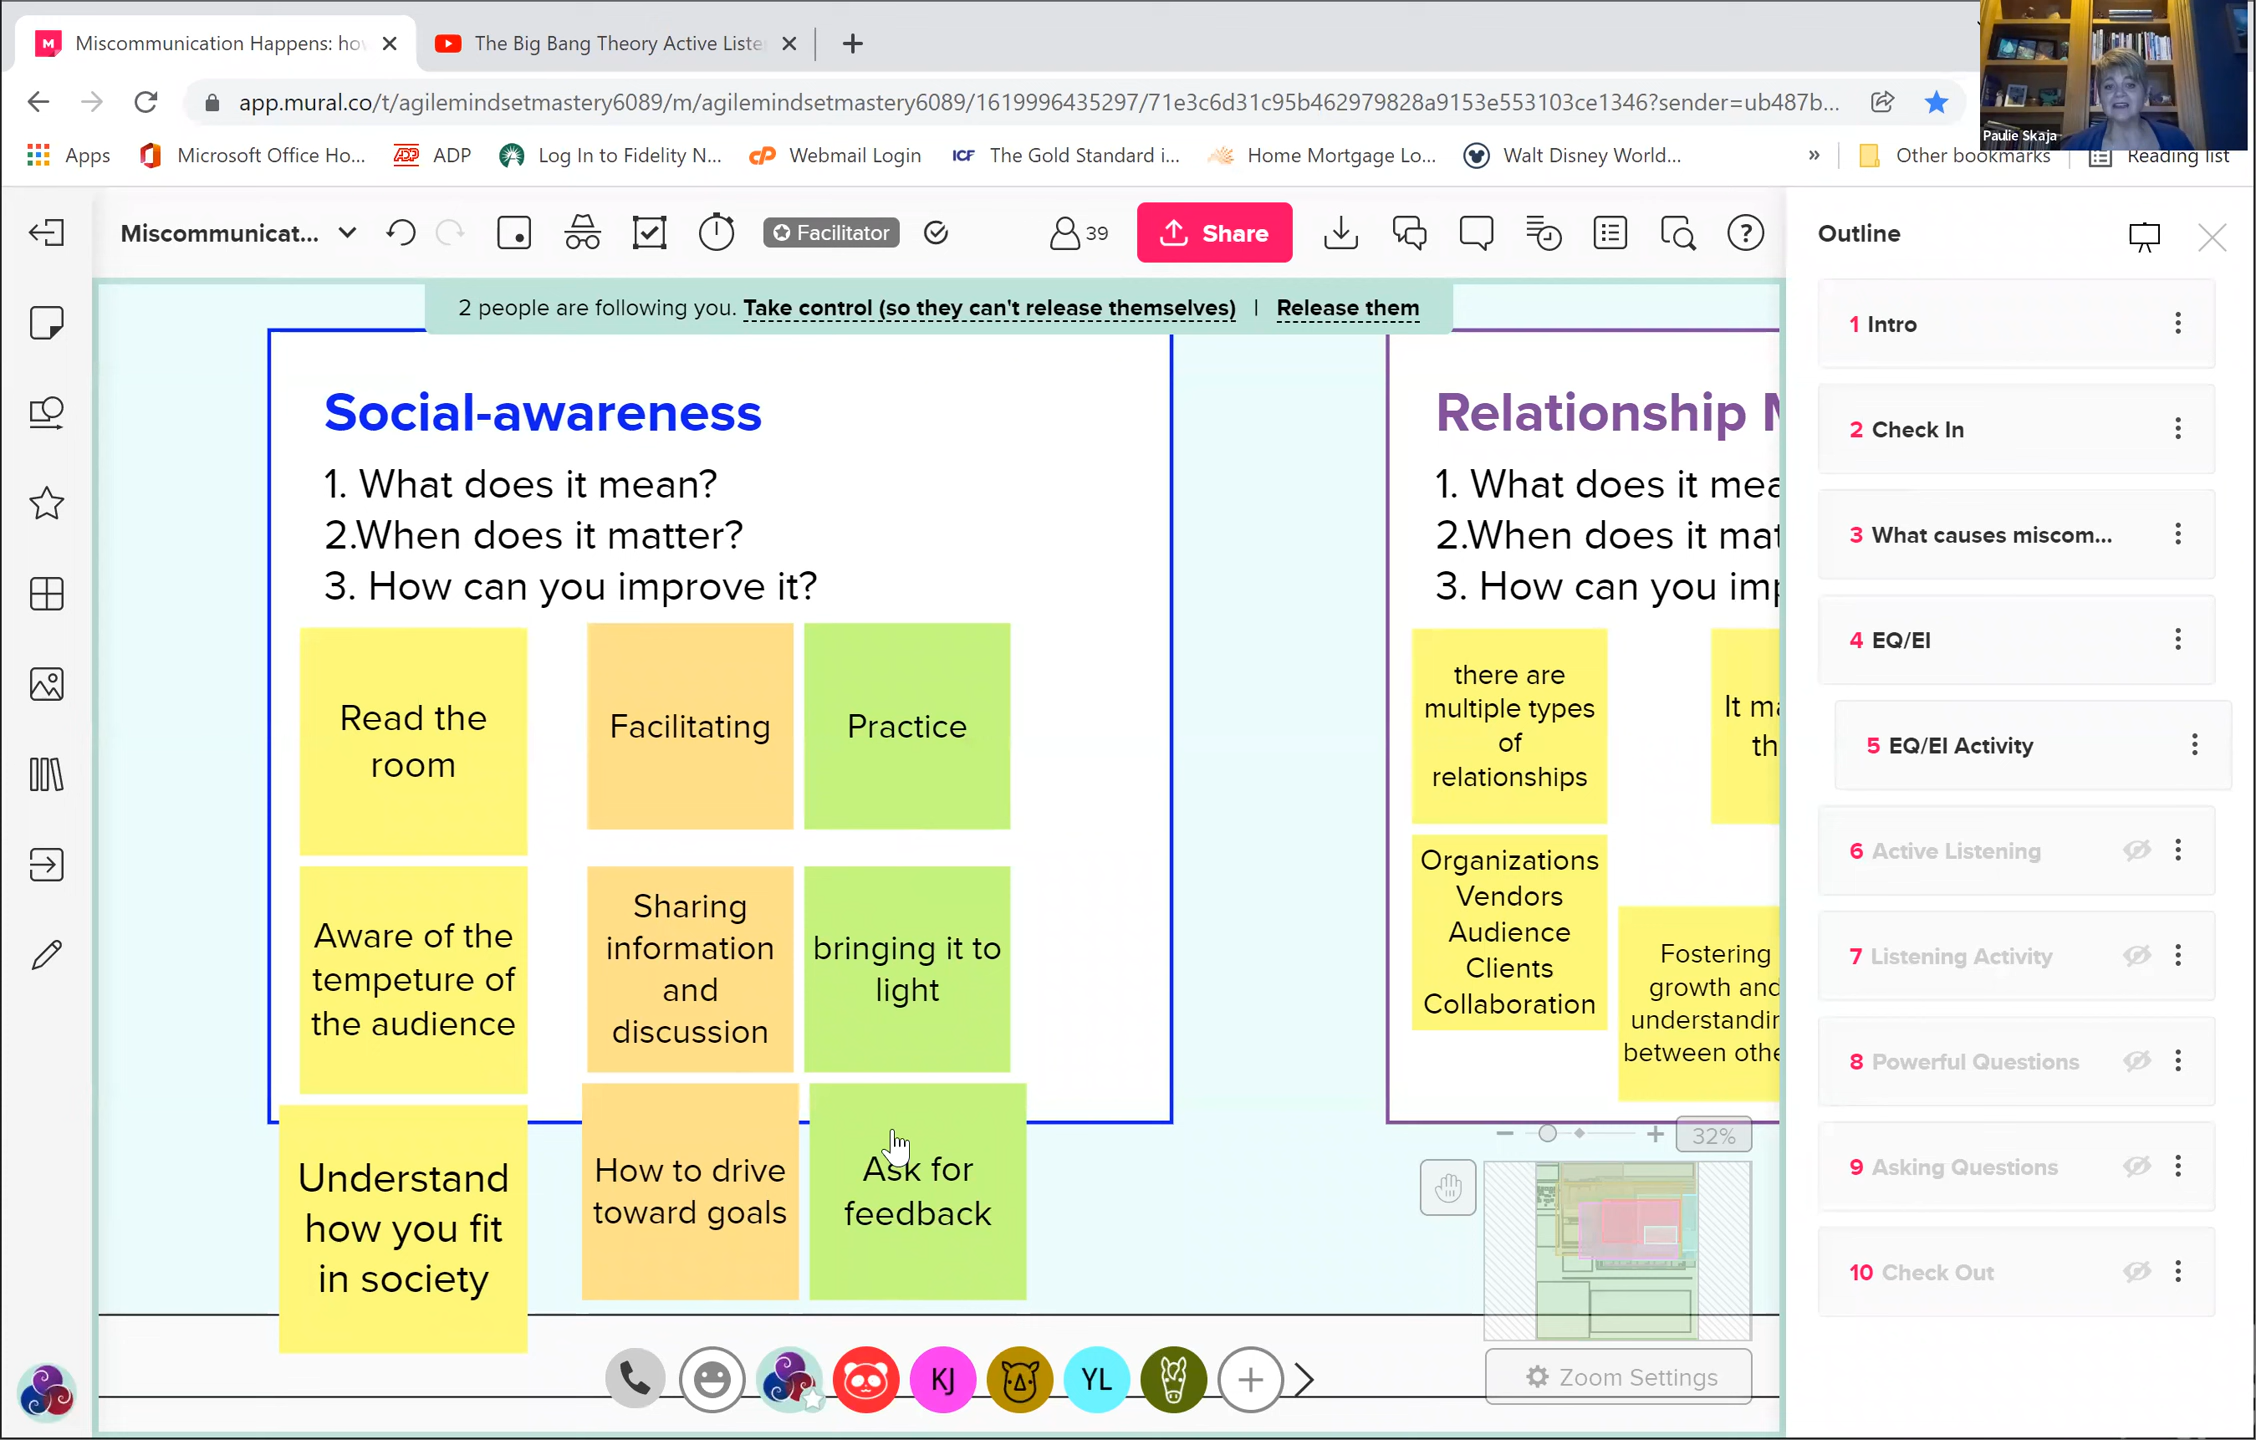 Miscommunication Happens: ho
The Big Bang Theory Active Liste
app.mural.co/t/agilemindsetmastery6089/m/agilemindsetmastery6089/1619996435297/71e3c6d31c95b462979828a9153e553103ce1346?sender=ub487b...
Paulie Skaja
Apps
Microsoft Office Ho...
ADP
ADP
Log In to Fidelity N...
cP
Webmail Login
ICF
The Gold Standard i...
Home Mortgage Lo...
Walt Disney World...
»
Other bookmarks
Reading list
Miscommunicat...
Facilitator
39
Share
Outline
2 people are following you. Take control (so they can't release themselves) | Release them
Social-awareness
1. What does it mean?
2.When does it matter?
3. How can you improve it?
Read the
room
Facilitating
Practice
Aware of the
tempeture of
the audience
Sharing
information
and
discussion
bringing it to
light
Understand
how you fit
in society
How to drive
toward goals
Ask for
feedback
Relationship M
1. What does it mea
2.When does it mat
3. How can you imp
there are
multiple types
of
relationships
It ma
th
Organizations
Vendors
Audience
Clients
Collaboration
Fostering
growth and
understandin
between othe
32%
Zoom Settings
KJ
YL
1 Intro
2 Check In
3 What causes miscom...
4 EQ/EI
5 EQ/EI Activity
6 Active Listening
7 Listening Activity
8 Powerful Questions
9 Asking Questions
10 Check Out